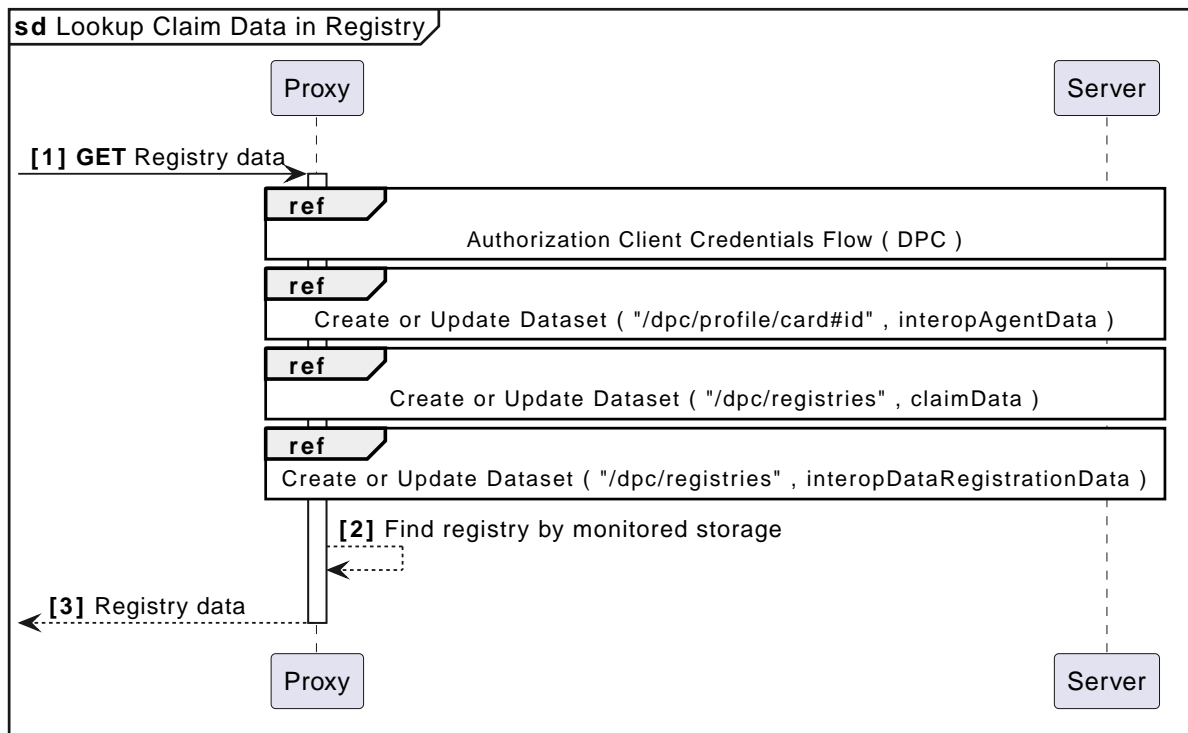 sd Lookup Claim Data in Registry
Proxy
Server
[1] GET Registry data
ref
Authorization Client Credentials Flow ( DPC )
ref
Create or Update Dataset ( "/dpc/profile/card#id" , interopAgentData )
ref
Create or Update Dataset ( "/dpc/registries" , claimData )
ref
Create or Update Dataset ( "/dpc/registries" , interopDataRegistrationData )
[2] Find registry by monitored storage
[3] Registry data
Proxy
Server